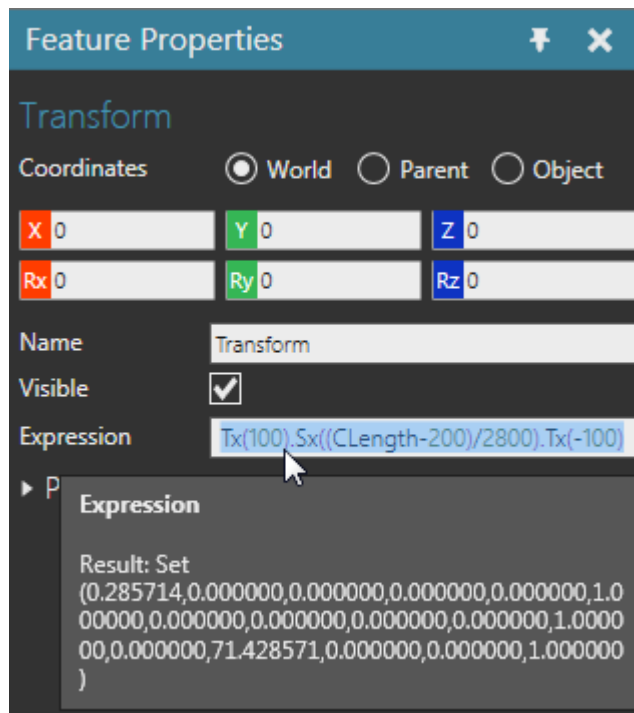 Feature Properties
Transform
Coordinates World Parent Object
X 0 Y 0 Z 0
Rx 0 Ry 0 Rz 0
Name Transform
Visible
Expression Tx(100).Sx((CLength-200)/2800).Tx(-100)
P
Expression
Result: Set
(0.285714,0.000000,0.000000,0.000000,0.000000,1.0
00000,0.000000,0.000000,0.000000,0.000000,1.0000
00,0.000000,71.428571,0.000000,0.000000,1.000000
)